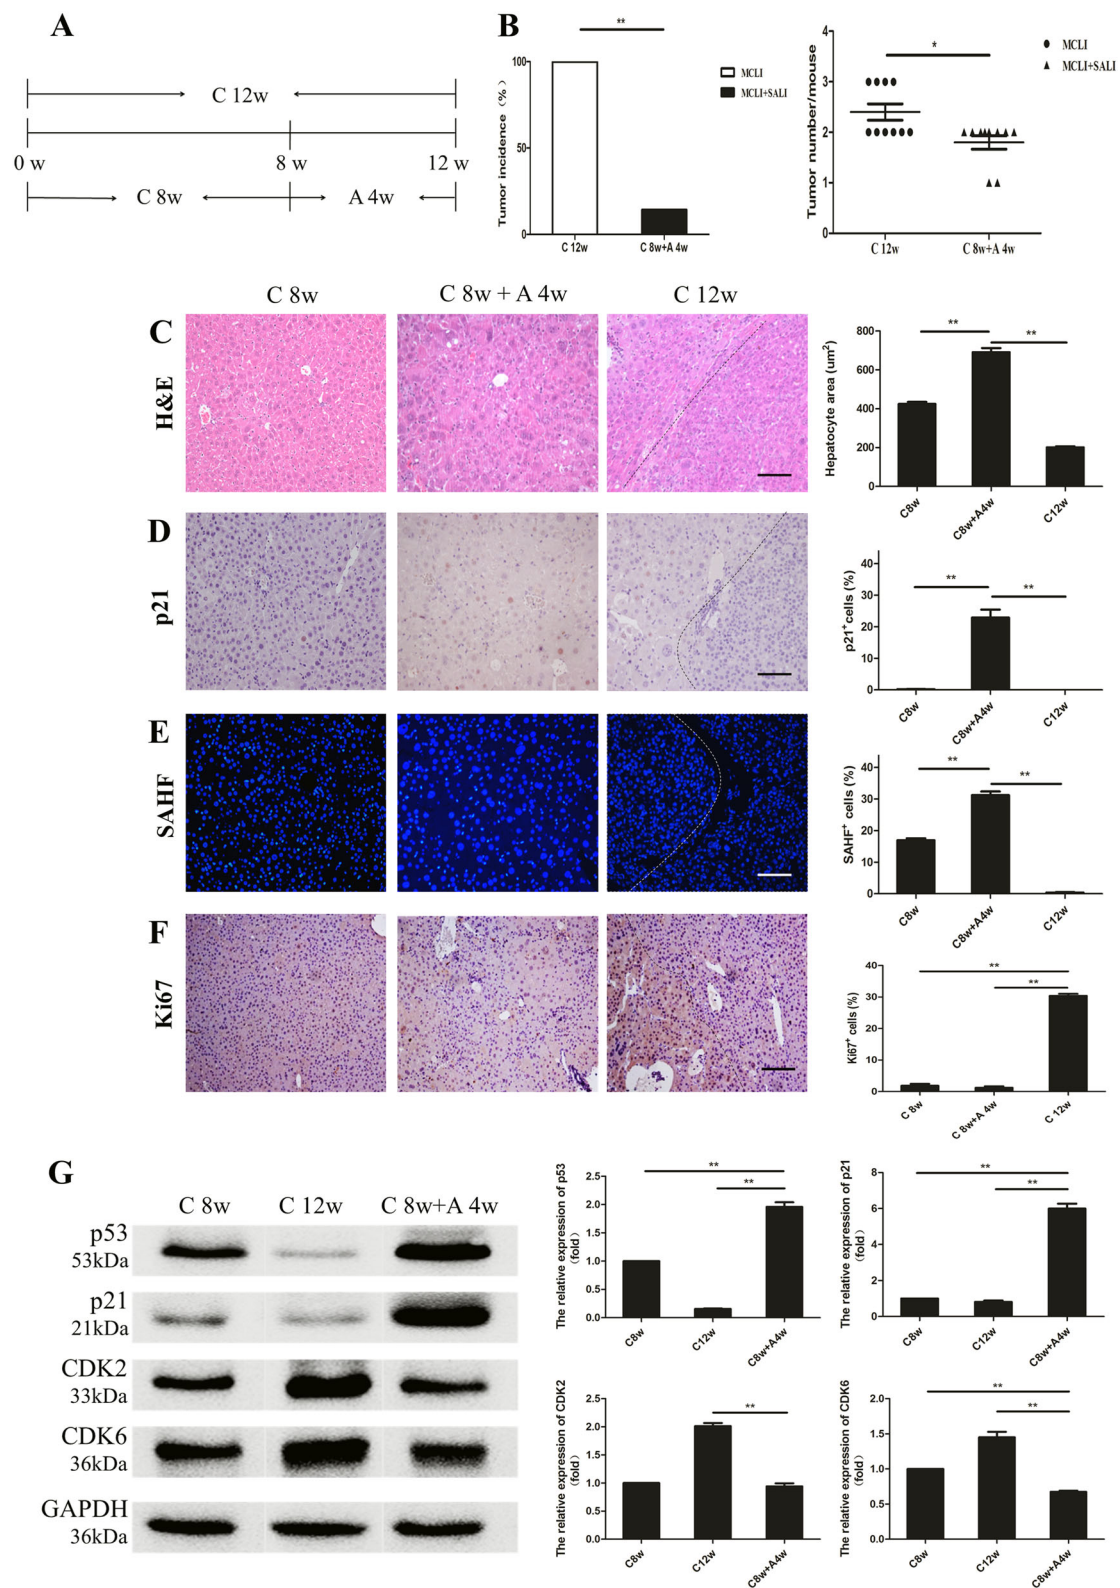 A
C 12w
0 w
8 w
12 w
C 8w
A 4w
B
**
Tumor incidence (%)
100
50
0
C 12w
C 8w+A 4w
MCLI
MCLI+SALI
*
Tumor number/mouse
4
3
2
1
0
C 12w
C 8w+A 4w
MCLI
MCLI+SALI
C 8w
C 8w + A 4w
C 12w
C
H&E
Hepatocyte area (um²)
800
600
400
200
0
**
**
C8w
C8w+A4w
C12w
D
p21
p21⁺cells (%)
40
30
20
10
0
**
**
C8w
C8w+A4w
C12w
E
SAHF
SAHF⁺ cells (%)
40
30
20
10
0
**
**
C8w
C8w+A4w
C12w
F
Ki67
Ki67⁺ cells (%)
40
30
20
10
0
**
**
C 8w
C 8w+A 4w
C 12w
G
C 8w
C 12w
C 8w+A 4w
p53
53kDa
p21
21kDa
CDK2
33kDa
CDK6
36kDa
GAPDH
36kDa
The relative expression of p53
(fold)
2.5
2.0
1.5
1.0
0.5
0.0
**
**
C8w
C12w
C8w+A4w
The relative expression of p21
(fold)
8
6
4
2
0
**
**
C8w
C12w
C8w+A4w
The relative expression of CDK2
(fold)
2.5
2.0
1.5
1.0
0.5
0.0
**
C8w
C12w
C8w+A4w
The relative expression of CDK6
(fold)
2.0
1.5
1.0
0.5
0.0
**
**
C8w
C12w
C8w+A4w